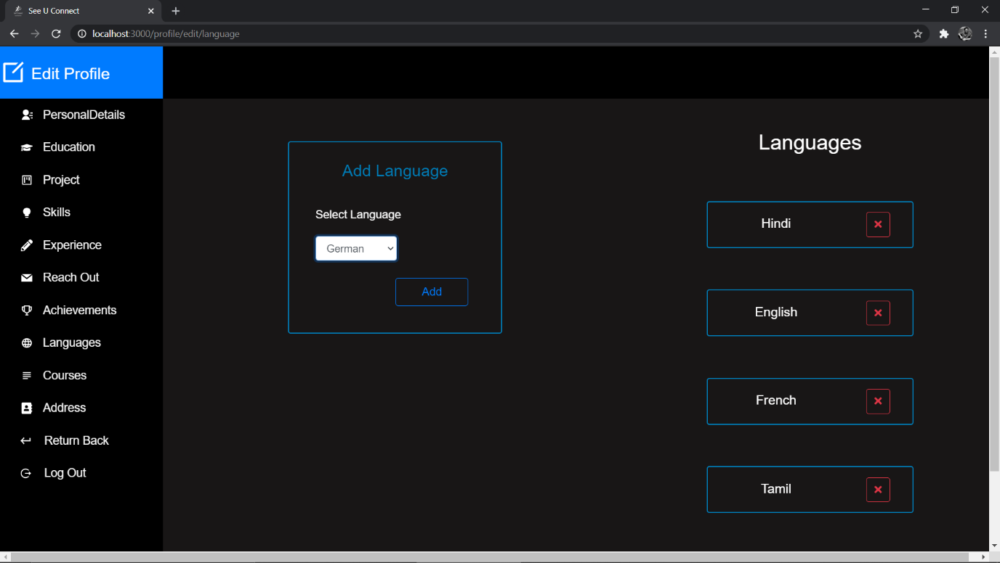 See U Connect
localhost:3000/profile/edit/language
Edit Profile
PersonalDetails
Education
Project
Skills
Experience
Reach Out
Achievements
Languages
Courses
Address
Return Back
Log Out
Add Language
Select Language
German
Add
Languages
Hindi
English
French
Tamil